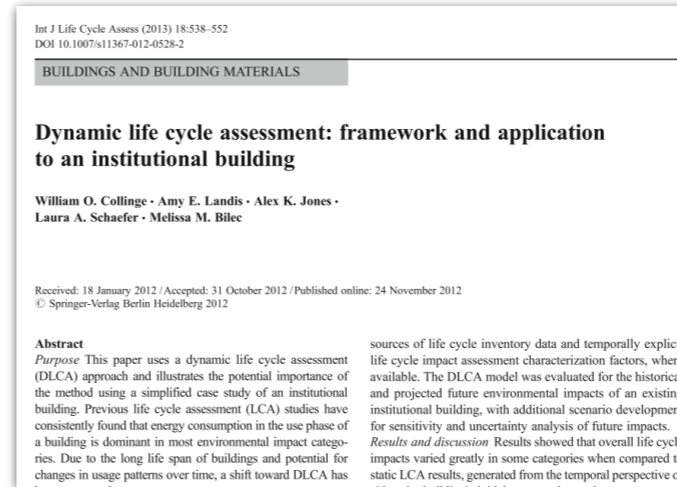 Int J Life Cycle Assess (2013) 18:538–552
DOI 10.1007/s11367-012-0528-2
BUILDINGS AND BUILDING MATERIALS
Dynamic life cycle assessment: framework and application
to an institutional building
William O. Collinge · Amy E. Landis · Alex K. Jones ·
Laura A. Schaefer · Melissa M. Bilec
Received: 18 January 2012 / Accepted: 31 October 2012 / Published online: 24 November 2012
© Springer-Verlag Berlin Heidelberg 2012
Abstract
Purpose This paper uses a dynamic life cycle assessment
(DLCA) approach and illustrates the potential importance of
the method using a simplified case study of an institutional
building. Previous life cycle assessment (LCA) studies have
consistently found that energy consumption in the use phase of
a building is dominant in most environmental impact catego-
ries. Due to the long life span of buildings and potential for
changes in usage patterns over time, a shift toward DLCA has
sources of life cycle inventory data and temporally explici
life cycle impact assessment characterization factors, wher
available. The DLCA model was evaluated for the historica
and projected future environmental impacts of an existin
institutional building, with additional scenario developmen
for sensitivity and uncertainty analysis of future impacts.
Results and discussion Results showed that overall life cycl
impacts varied greatly in some categories when compared t
static LCA results, generated from the temporal perspective o